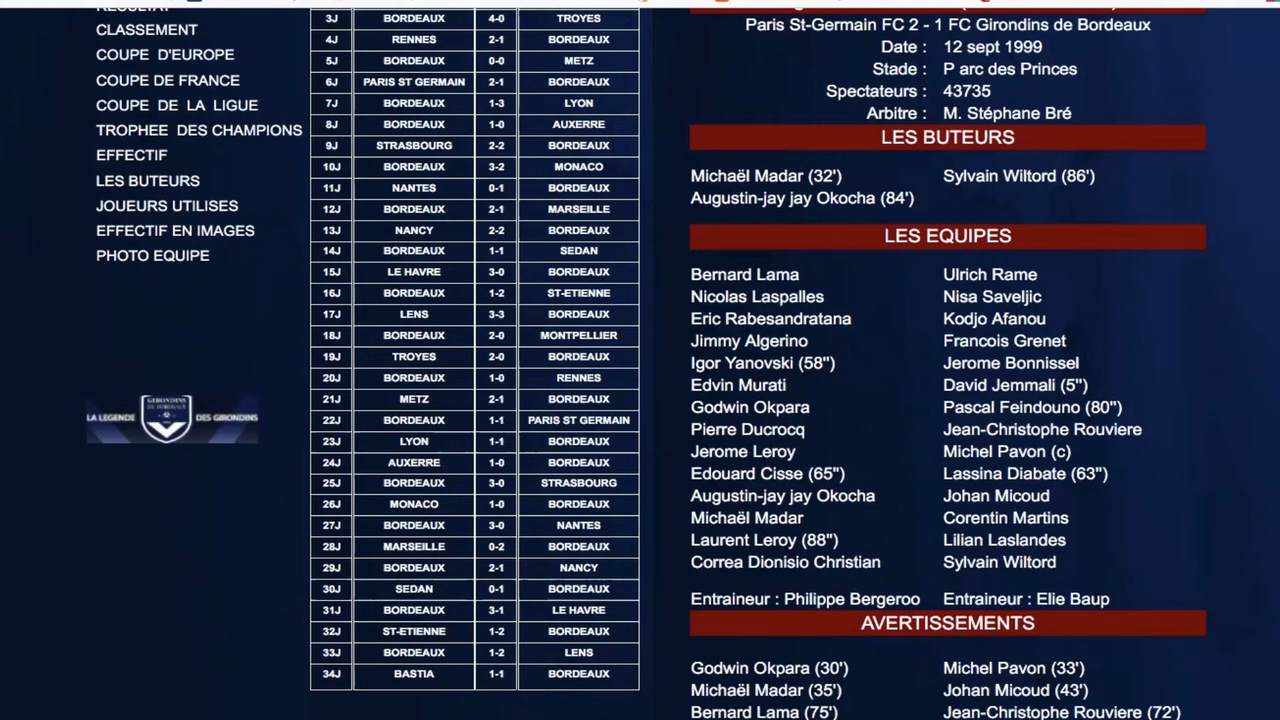 CLASSEMENT
COUPE D'EUROPE
COUPE DE FRANCE
COUPE DE LA LIGUE
TROPHEE DES CHAMPIONS
EFFECTIF
LES BUTEURS
JOUEURS UTILISES
EFFECTIF EN IMAGES
PHOTO EQUIPE
LA LEGENDE GIRONDINS DE BORDEAUX DES GIRONDINS
3J BORDEAUX 4-0 TROYES
4J RENNES 2-1 BORDEAUX
5J BORDEAUX 0-0 METZ
6J PARIS ST GERMAIN 2-1 BORDEAUX
7J BORDEAUX 1-3 LYON
8J BORDEAUX 1-0 AUXERRE
9J STRASBOURG 2-2 BORDEAUX
10J BORDEAUX 3-2 MONACO
11J NANTES 0-1 BORDEAUX
12J BORDEAUX 2-1 MARSEILLE
13J NANCY 2-2 BORDEAUX
14J BORDEAUX 1-1 SEDAN
15J LE HAVRE 3-0 BORDEAUX
16J BORDEAUX 1-2 ST-ETIENNE
17J LENS 3-3 BORDEAUX
18J BORDEAUX 2-0 MONTPELLIER
19J TROYES 2-0 BORDEAUX
20J BORDEAUX 1-0 RENNES
21J METZ 2-1 BORDEAUX
22J BORDEAUX 1-1 PARIS ST GERMAIN
23J LYON 1-1 BORDEAUX
24J AUXERRE 1-0 BORDEAUX
25J BORDEAUX 3-0 STRASBOURG
26J MONACO 1-0 BORDEAUX
27J BORDEAUX 3-0 NANTES
28J MARSEILLE 0-2 BORDEAUX
29J BORDEAUX 2-1 NANCY
30J SEDAN 0-1 BORDEAUX
31J BORDEAUX 3-1 LE HAVRE
32J ST-ETIENNE 1-2 BORDEAUX
33J BORDEAUX 1-2 LENS
34J BASTIA 1-1 BORDEAUX
Paris St-Germain FC 2 - 1 FC Girondins de Bordeaux
Date : 12 sept 1999
Stade : P arc des Princes
Spectateurs : 43735
Arbitre : M. Stéphane Bré
LES BUTEURS
Michaël Madar (32') Sylvain Wiltord (86')
Augustin-jay jay Okocha (84')
LES EQUIPES
Bernard Lama Ulrich Rame
Nicolas Laspalles Nisa Saveljic
Eric Rabesandratana Kodjo Afanou
Jimmy Algerino Francois Grenet
Igor Yanovski (58") Jerome Bonnissel
Edvin Murati David Jemmali (5")
Godwin Okpara Pascal Feindouno (80")
Pierre Ducrocq Jean-Christophe Rouviere
Jerome Leroy Michel Pavon (c)
Edouard Cisse (65") Lassina Diabate (63")
Augustin-jay jay Okocha Johan Micoud
Michaël Madar Corentin Martins
Laurent Leroy (88") Lilian Laslandes
Correa Dionisio Christian Sylvain Wiltord
Entraineur : Philippe Bergeroo Entraineur : Elie Baup
AVERTISSEMENTS
Godwin Okpara (30') Michel Pavon (33')
Michaël Madar (35') Johan Micoud (43')
Bernard Lama (75') Jean-Christophe Rouviere (72')